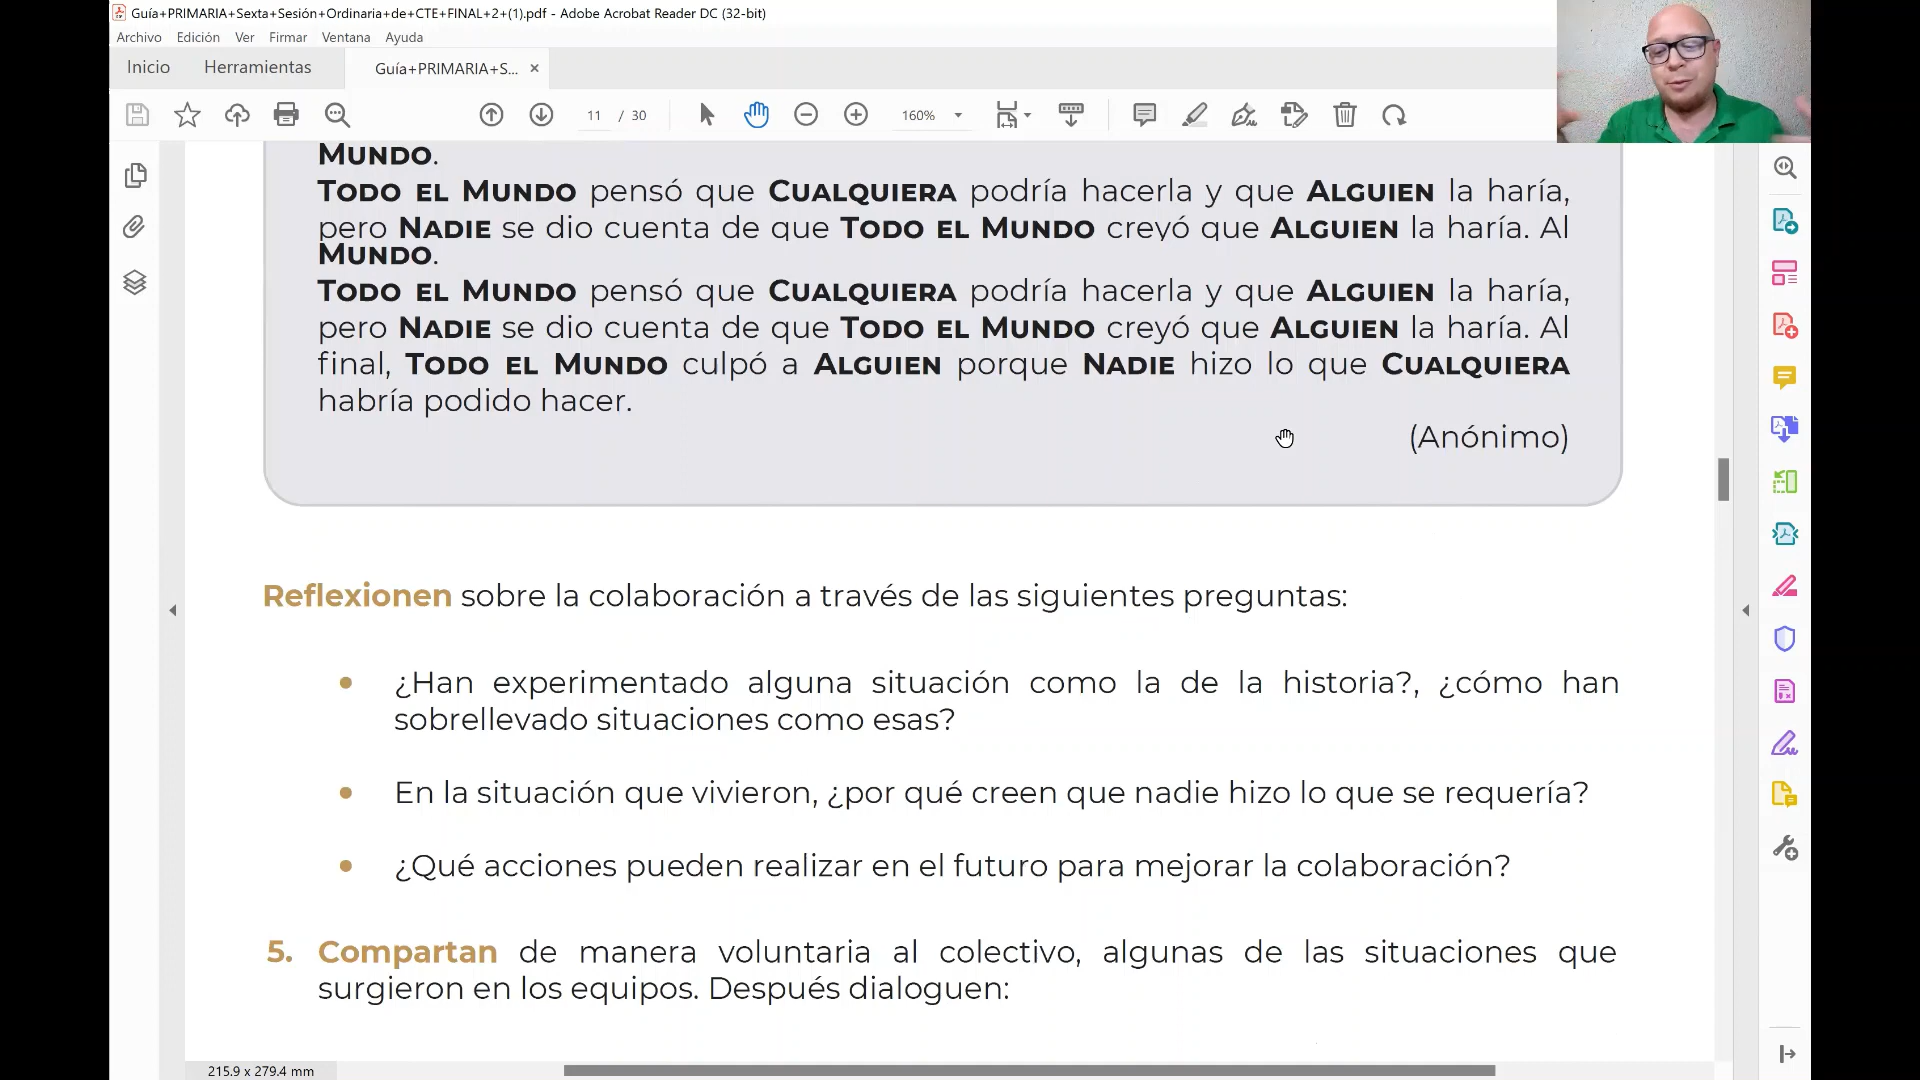 Guía+PRIMARIA+Sexta+Sesión+Ordinaria+de+CTE+FINAL+2+(1).pdf - Adobe Acrobat Reader DC (32-bit)
Archivo Edición Ver Firmar Ventana Ayuda
Inicio Herramientas Guía+PRIMARIA+S... ×
11 / 30 160%
MUNDO.
TODO EL MUNDO pensó que CUALQUIERA podría hacerla y que ALGUIEN la haría,
pero NADIE se dio cuenta de que TODO EL MUNDO creyó que ALGUIEN la haría. Al
MUNDO.
TODO EL MUNDO pensó que CUALQUIERA podría hacerla y que ALGUIEN la haría,
pero NADIE se dio cuenta de que TODO EL MUNDO creyó que ALGUIEN la haría. Al
final, TODO EL MUNDO culpó a ALGUIEN porque NADIE hizo lo que CUALQUIERA
habría podido hacer.
(Anónimo)
Reflexionen sobre la colaboración a través de las siguientes preguntas:
• ¿Han experimentado alguna situación como la de la historia?, ¿cómo han
sobrellevado situaciones como esas?
• En la situación que vivieron, ¿por qué creen que nadie hizo lo que se requería?
• ¿Qué acciones pueden realizar en el futuro para mejorar la colaboración?
5. Compartan de manera voluntaria al colectivo, algunas de las situaciones que
surgieron en los equipos. Después dialoguen:
215.9 x 279.4 mm